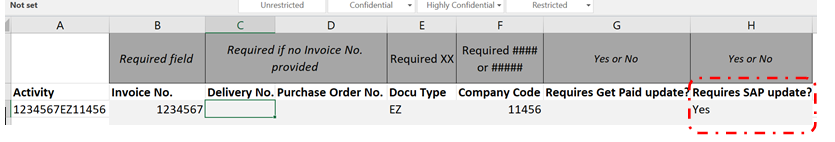 Not set Unrestricted Confidential Highly Confidential Restricted
A B C D E F G H
Required field Required if no Invoice No. provided Required XX Required #### or ##### Yes or No Yes or No
Activity Invoice No. Delivery No. Purchase Order No. Docu Type Company Code Requires Get Paid update? Requires SAP update?
1234567EZ11456 1234567 EZ 11456 Yes